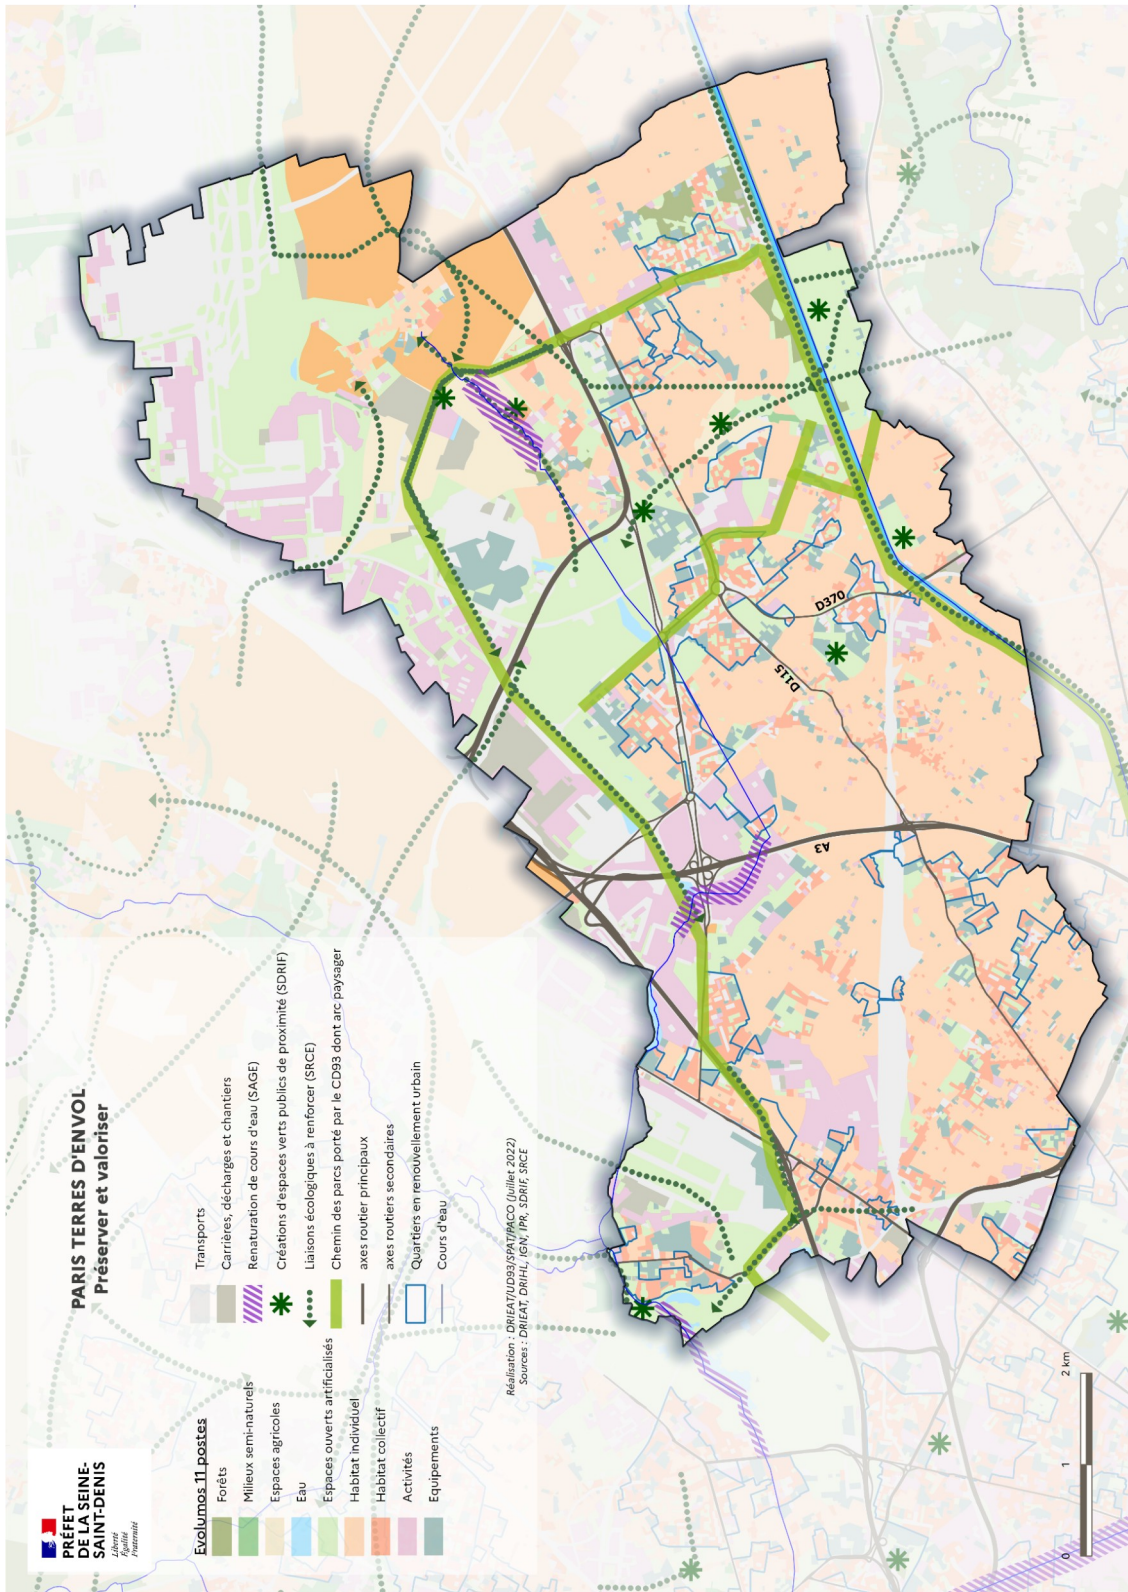 PRÉFET
DE LA SEINE-
SAINT-DENIS
Liberté
Égalité
Fraternité
PARIS TERRES D'ENVOL
Préserver et valoriser
Evolumos 11 postes
Forêts
Milieux semi-naturels
Espaces agricoles
Eau
Espaces ouverts artificialisés
Habitat individuel
Habitat collectif
Activités
Equipements
Transports
Carrières, décharges et chantiers
Renaturation de cours d'eau (SAGE)
Créations d'espaces verts publics de proximité (SDRIF)
Liaisons écologiques à renforcer (SRCE)
Chemin des parcs porté par le CD93 dont arc paysager
axes routier principaux
axes routiers secondaires
Quartiers en renouvellement urbain
Cours d'eau
Réalisation : DRIEAT/UD93/SPAT/PACO (Juillet 2022)
Sources : DRIEAT, DRIHL, IGN, IPR, SDRIF, SRCE
A3
D115
D370
0 1 2 km